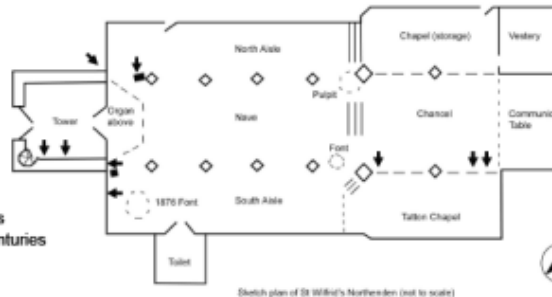 North Aisle
Chapel (storage)
Vestery
Pulpit
Organ
above
Tower
Nave
Chancel
Communion
Table
Font
1876 Font
South Aisle
Tatton Chapel
nturies
Toilet
Sketch plan of St Wilfrid's Northenden (not to scale)